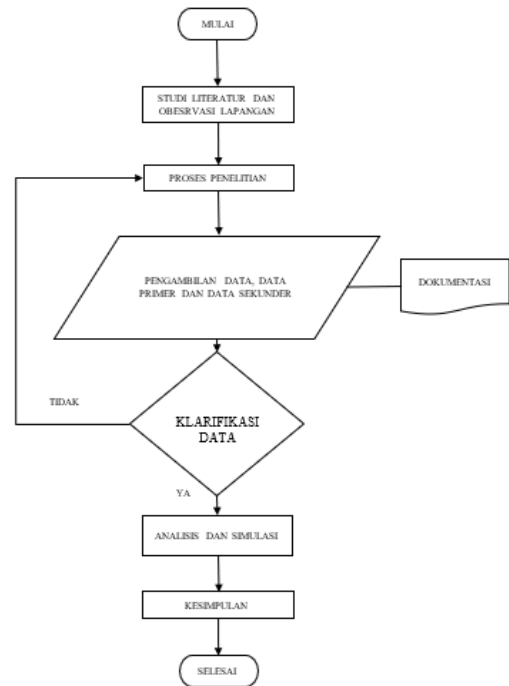 MULAI
STUDI LITERATUR DAN
OBESRVASI LAPANGAN
PROSES PENELITIAN
PENGAMBILAN DATA, DATA
PRIMER DAN DATA SEKUNDER
DOKUMENTASI
TIDAK
KLARIFIKASI
DATA
YA
ANALISIS DAN SIMULASI
KESIMPULAN
SELESAI